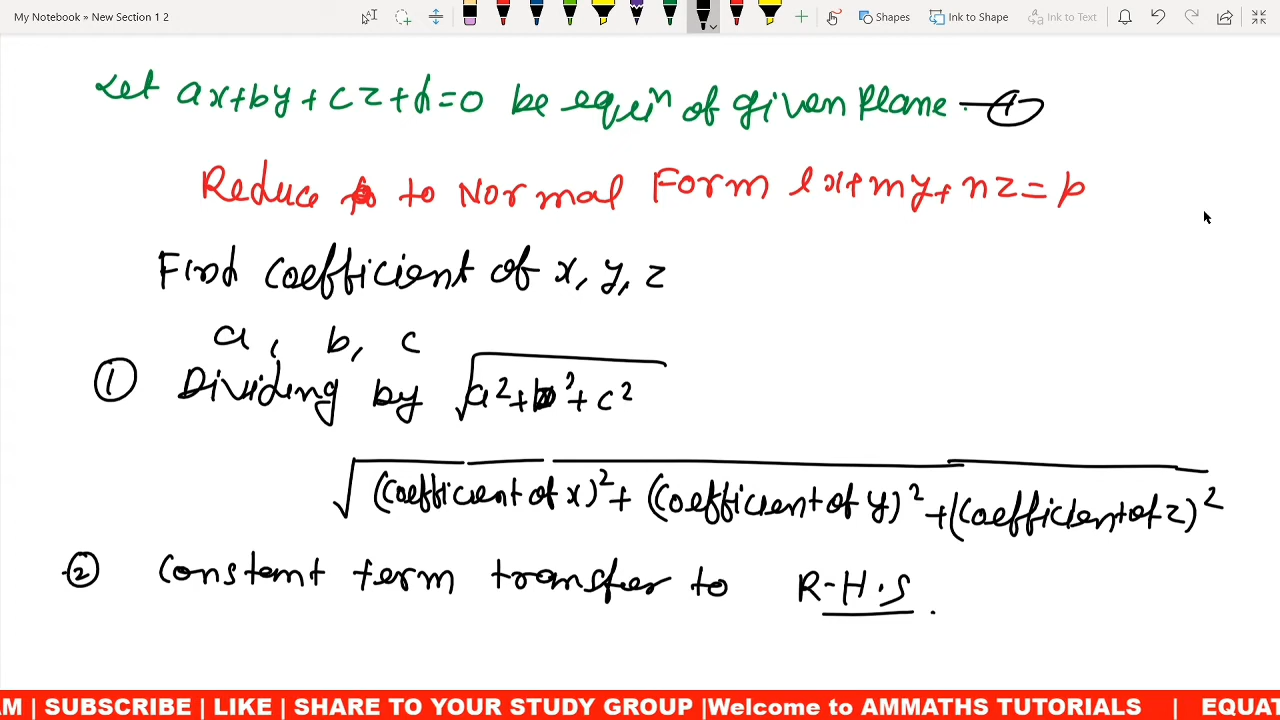 My Notebook » New Section 1 2
Shapes
Ink to Shape
Ink to Text
Let ax+by+cz+d=0 be equin of given Plane — 1
Reduce to Normal Form lx+my+nz=p
Find coefficient of x, y, z
a, b, c
① Dividing by √a²+b²+c²
√(Coefficient of x)²+(Coefficient of y)²+(Coefficient of z)²
② Constant term transfer to R-H.S.
AM | SUBSCRIBE | LIKE | SHARE TO YOUR STUDY GROUP |Welcome to AMMATHS TUTORIALS | EQUAT